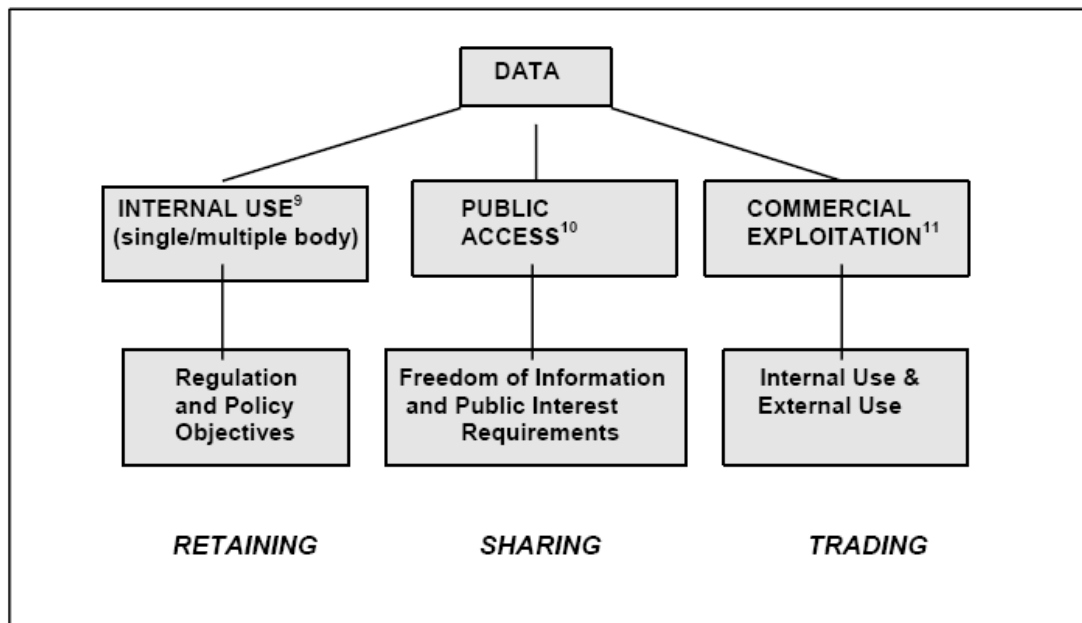 DATA
INTERNAL USE⁹
(single/multiple body)
PUBLIC
ACCESS¹⁰
COMMERCIAL
EXPLOITATION¹¹
Regulation
and Policy
Objectives
Freedom of Information
and Public Interest
Requirements
Internal Use &
External Use
RETAINING
SHARING
TRADING